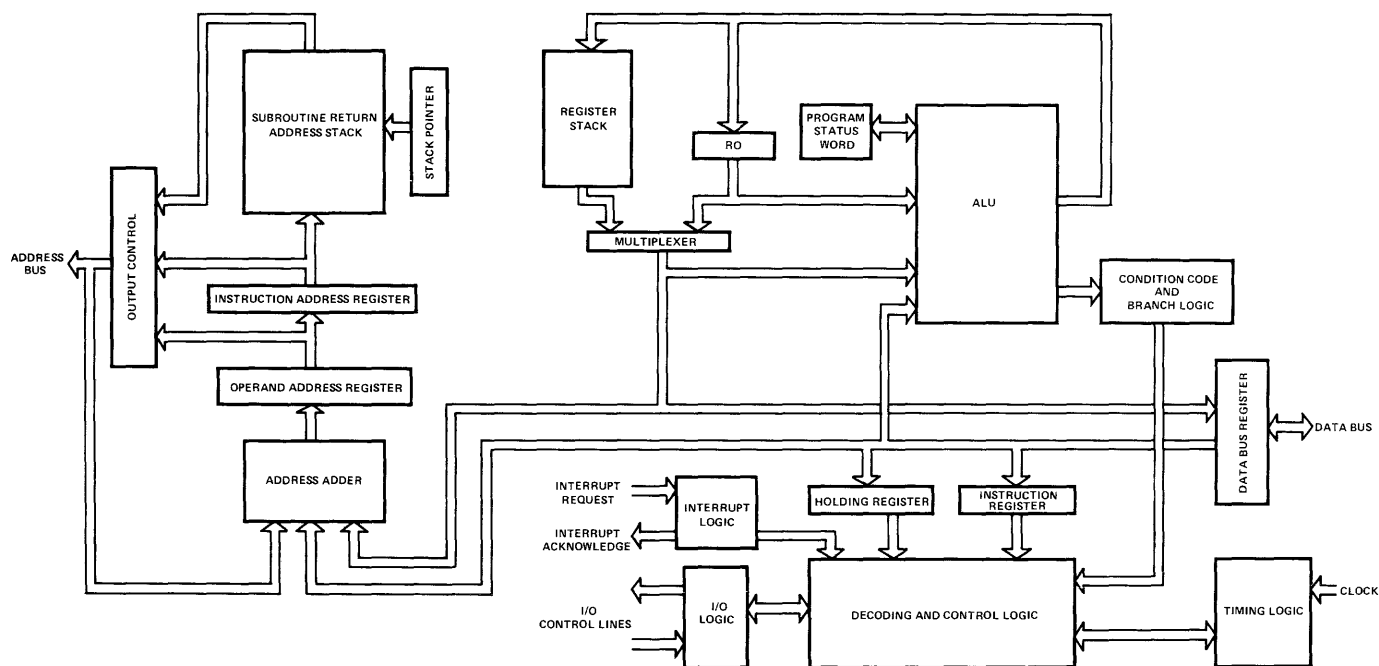 SUBROUTINE RETURN
ADDRESS STACK
STACK POINTER
OUTPUT CONTROL
ADDRESS
BUS
INSTRUCTION ADDRESS REGISTER
OPERAND ADDRESS REGISTER
ADDRESS ADDER
REGISTER
STACK
RO
MULTIPLEXER
PROGRAM
STATUS
WORD
ALU
CONDITION CODE
AND
BRANCH LOGIC
DATA BUS REGISTER
DATA BUS
INTERRUPT
REQUEST
INTERRUPT
ACKNOWLEDGE
INTERRUPT
LOGIC
HOLDING REGISTER
INSTRUCTION
REGISTER
I/O
CONTROL LINES
I/O
LOGIC
DECODING AND CONTROL LOGIC
TIMING LOGIC
CLOCK